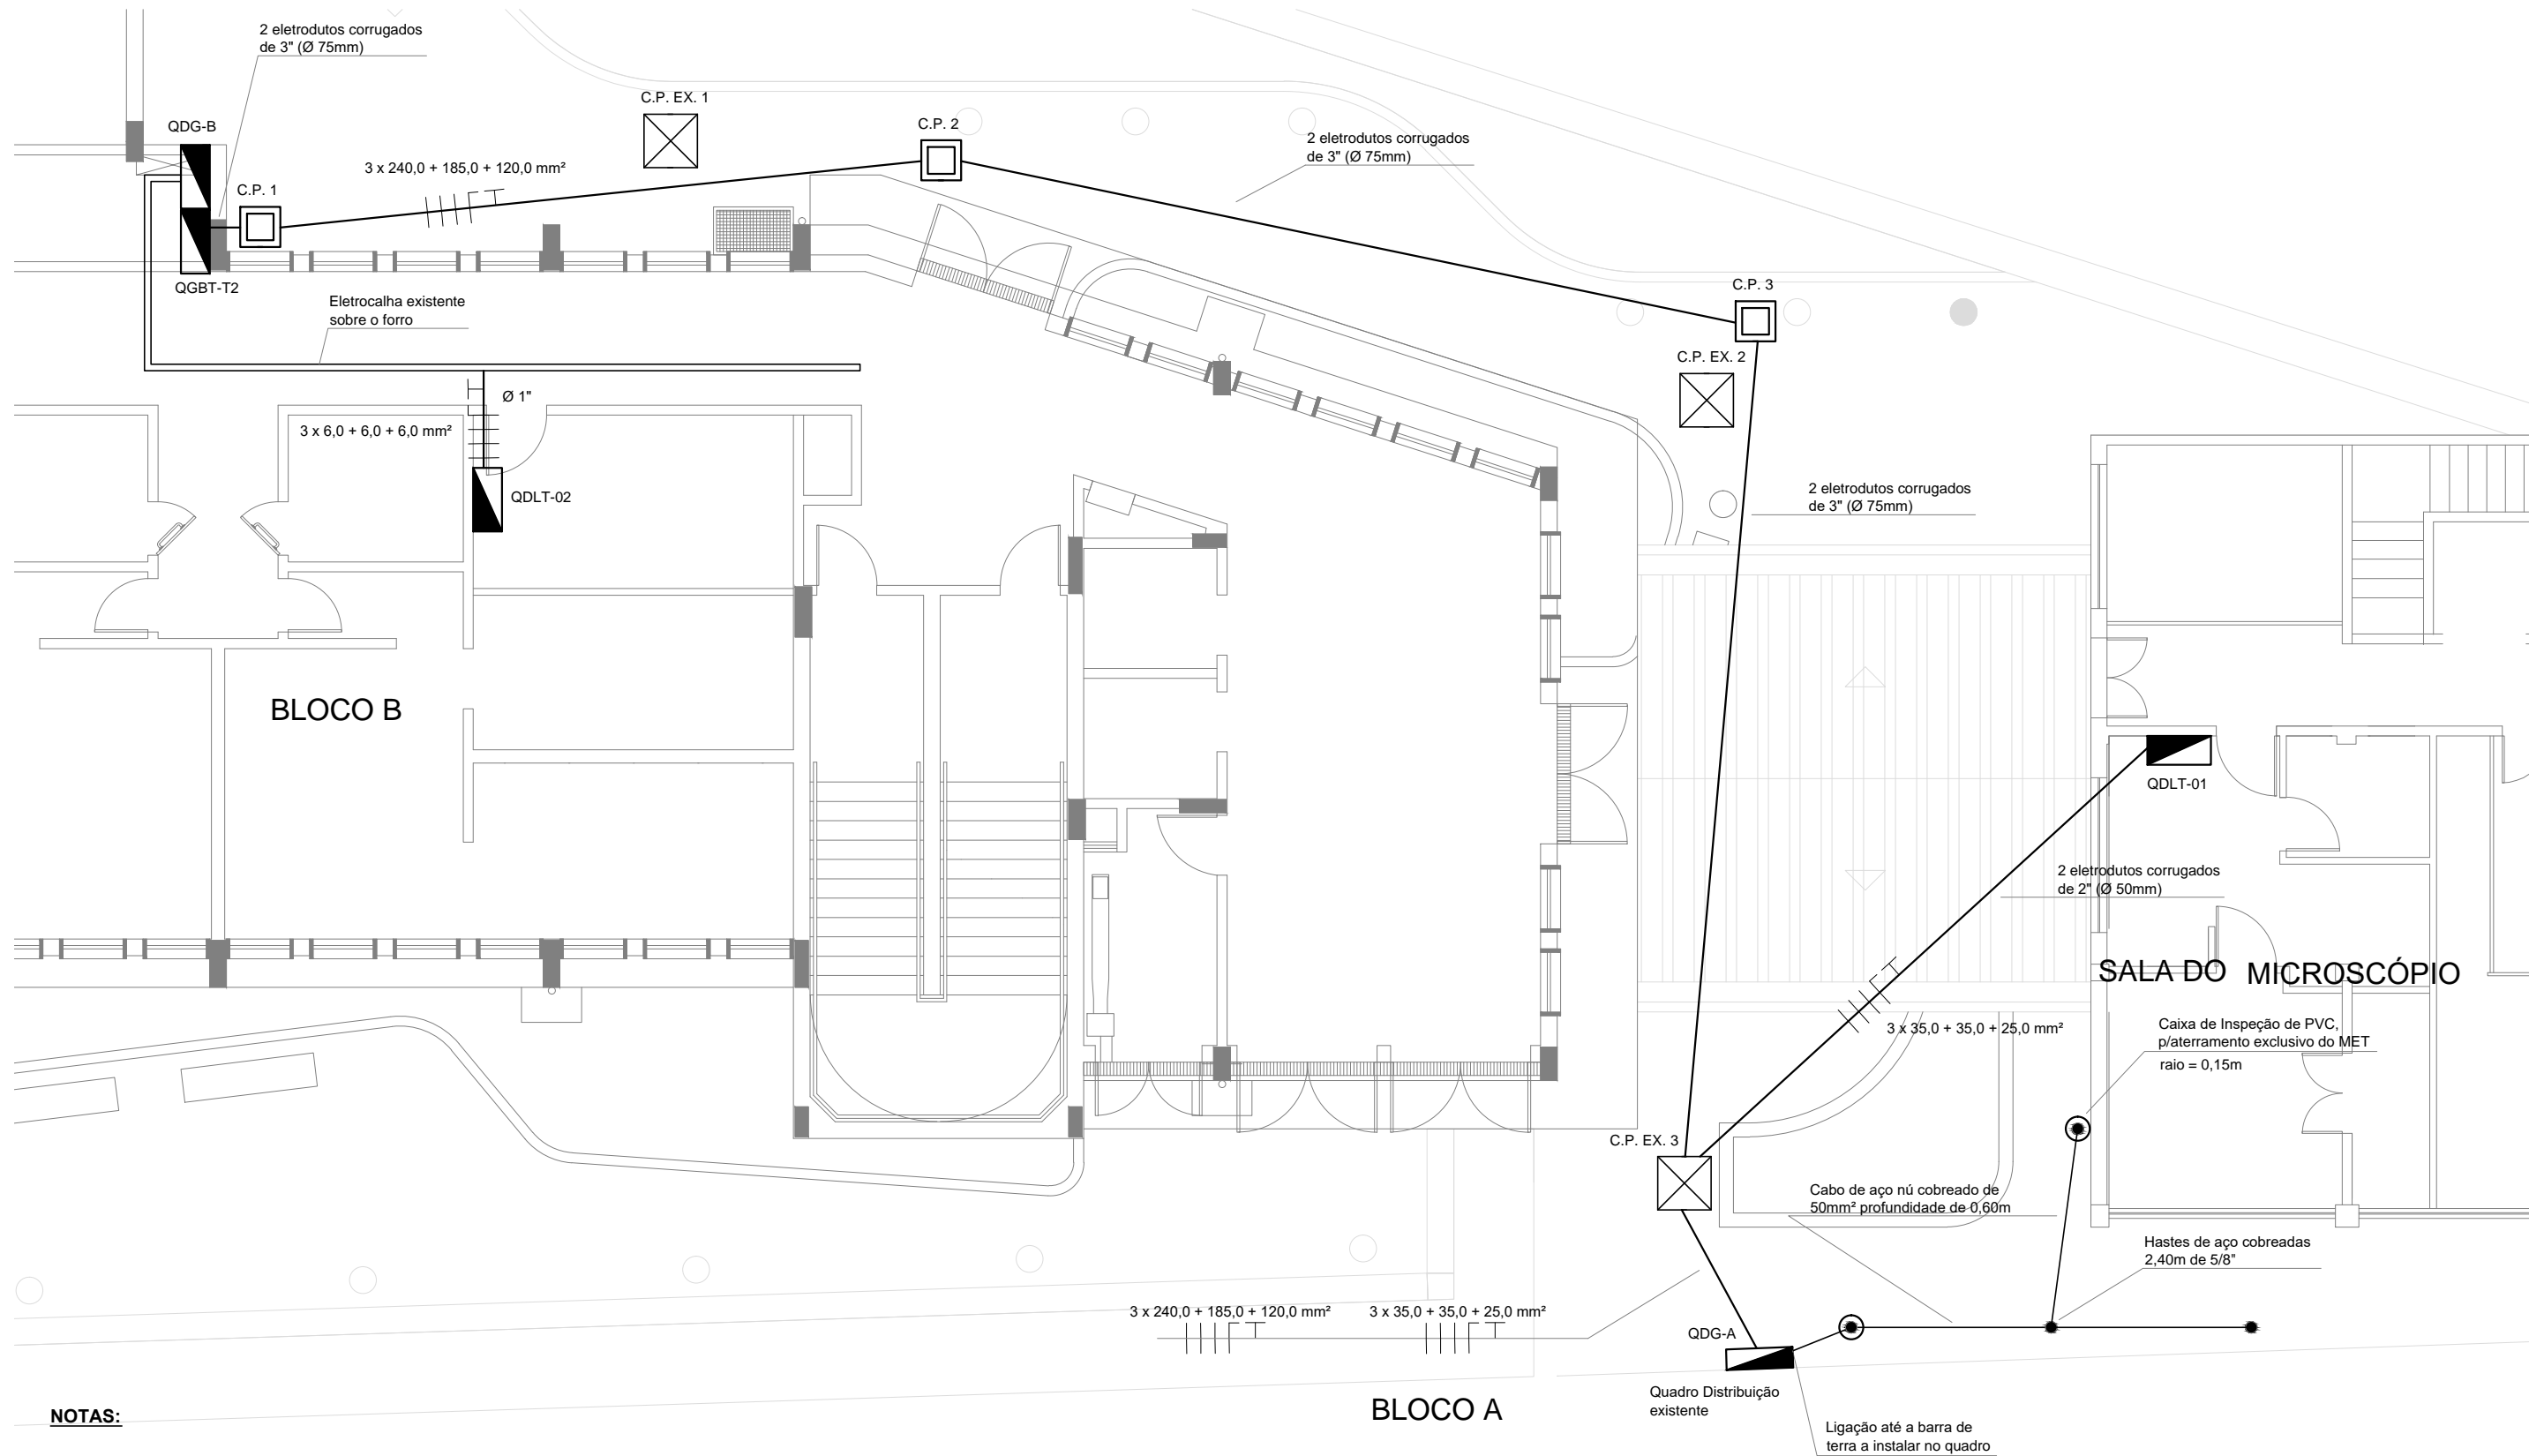 2 eletrodutos corrugados
de 3" (Ø 75mm)
C.P. EX. 1
QDG-B
C.P. 2
2 eletrodutos corrugados
de 3" (Ø 75mm)
3 x 240,0 + 185,0 + 120,0 mm²
C.P. 1
QGBT-T2
C.P. 3
Eletrocalha existente
sobre o forro
C.P. EX. 2
Ø 1"
3 x 6,0 + 6,0 + 6,0 mm²
QDLT-02
2 eletrodutos corrugados
de 3" (Ø 75mm)
BLOCO B
QDLT-01
2 eletrodutos corrugados
de 2" (Ø 50mm)
SALA DO MICROSCÓPIO
3 x 35,0 + 35,0 + 25,0 mm²
Caixa de Inspeção de PVC,
p/aterramento exclusivo do MET
raio = 0,15m
C.P. EX. 3
Cabo de aço nú cobreado de
50mm² profundidade de 0,60m
Hastes de aço cobreadas
2,40m de 5/8"
3 x 240,0 + 185,0 + 120,0 mm²
3 x 35,0 + 35,0 + 25,0 mm²
QDG-A
Quadro Distribuição
existente
BLOCO A
NOTAS:
Ligação até a barra de
terra a instalar no quadro